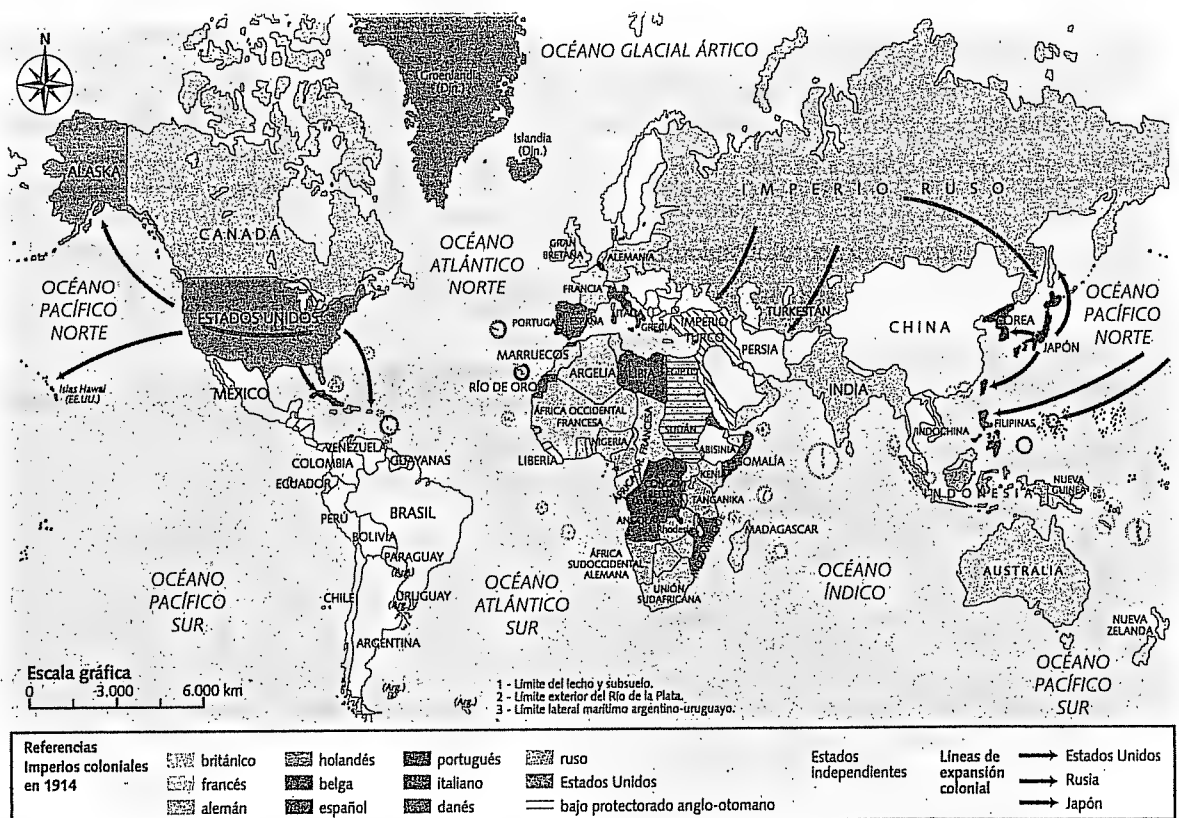 N
OCÉANO GLACIAL ÁRTICO
Groenlandia
(Din.)
Islandia
(Din.)
ALASKA
IMPERIO RUSO
CANADÁ
OCÉANO
ATLÁNTICO
NORTE
GRAN
BRETAÑA
ALEMANIA
FRANCIA
OCÉANO
PACÍFICO
NORTE
ESTADOS UNIDOS
ITALIA
GRECIA
IMPERIO
TURCO
TURKESTÁN
PERSIA
CHINA
COREA
JAPÓN
OCÉANO
PACÍFICO
NORTE
MARRUECOS
RÍO DE ORO
ARGELIA
LIBIA
EGIPTO
INDIA
Islas Hawai
(EE.UU.)
MÉXICO
ÁFRICA OCCIDENTAL
FRANCESA
FRANCESA
SUDÁN
INDOCHINA
FILIPINAS
VENEZUELA
GUAYANAS
COLOMBIA
ECUADOR
LIBERIA
NIGERIA
ABISINIA
SOMALÍA
KENIA
CONGO
TANGANIKA
INDONESIA
NUEVA
GUINEA
PERÚ
BRASIL
BOLIVIA
PARAGUAY
ANGOLA
Rhodesia
MADAGASCAR
ÁFRICA
SUDOCCIDENTAL
ALEMANA
UNIÓN
SUDAFRICANA
AUSTRALIA
OCÉANO
PACÍFICO
SUR
CHILE
URUGUAY
ARGENTINA
OCÉANO
ATLÁNTICO
SUR
OCÉANO
ÍNDICO
NUEVA
ZELANDA
OCÉANO
PACÍFICO
SUR
Escala gráfica
0 3.000 6.000 km
(Arg.)
(Arg.)
1 - Límite del lecho y subsuelo.
2 - Límite exterior del Río de la Plata.
3 - Límite lateral marítimo argentino-uruguayo.
Referencias
Imperios coloniales
en 1914
británico
francés
alemán
holandés
belga
español
portugués
italiano
danés
ruso
Estados Unidos
bajo protectorado anglo-otomano
Estados
independientes
Líneas de
expansión
colonial
Estados Unidos
Rusia
Japón